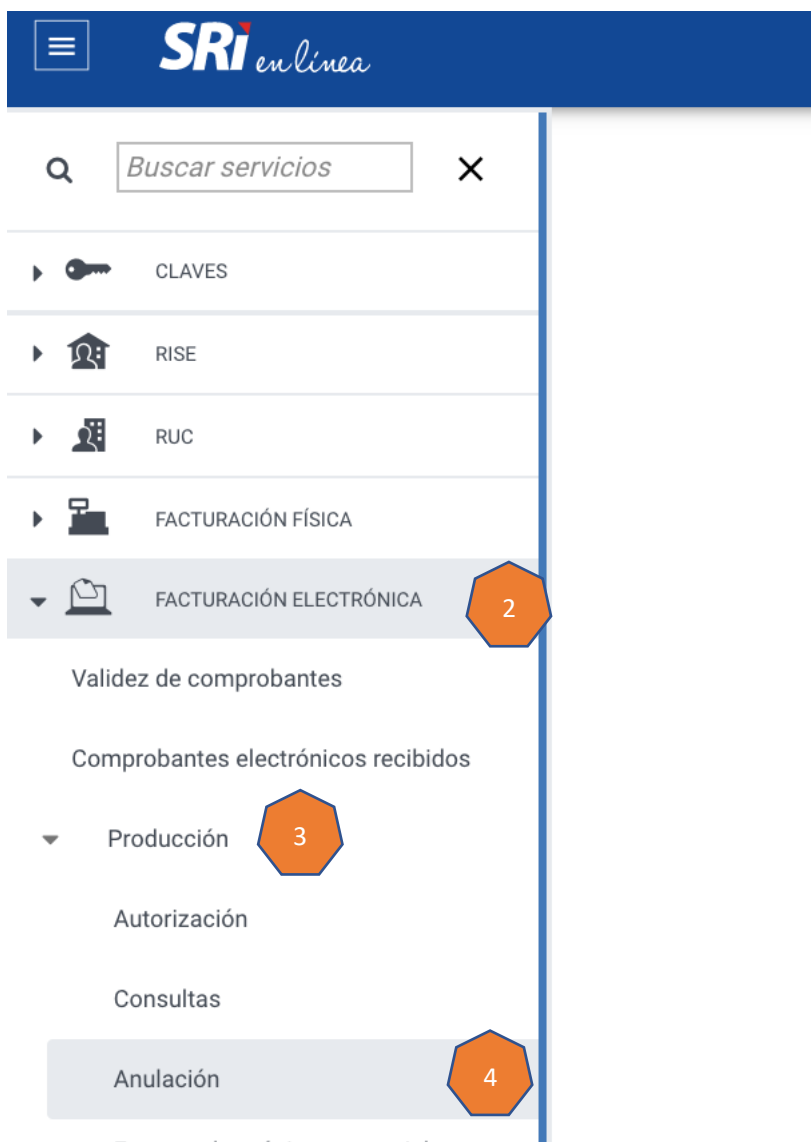 SRi en línea
Buscar servicios
CLAVES
RISE
RUC
FACTURACIÓN FÍSICA
FACTURACIÓN ELECTRÓNICA 2
Validez de comprobantes
Comprobantes electrónicos recibidos
Producción 3
Autorización
Consultas
Anulación 4